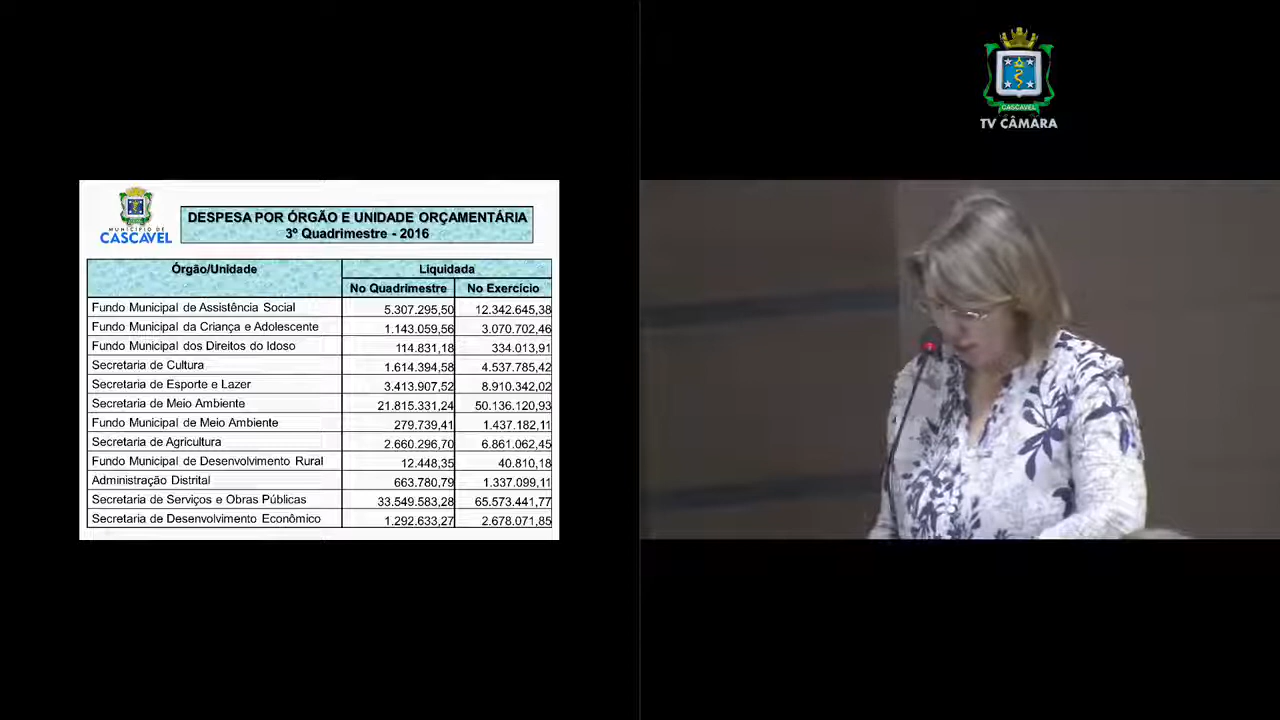 CASCAVEL
TV CÂMARA
MUNICÍPIO DE
CASCAVEL
DESPESA POR ÓRGÃO E UNIDADE ORÇAMENTÁRIA
3º Quadrimestre - 2016
Órgão/Unidade Liquidada
No Quadrimestre No Exercício
Fundo Municipal de Assistência Social 5.307.295,50 12.342.645,38
Fundo Municipal da Criança e Adolescente 1.143.059,56 3.070.702,46
Fundo Municipal dos Direitos do Idoso 114.831,18 334.013,91
Secretaria de Cultura 1.614.394,58 4.537.785,42
Secretaria de Esporte e Lazer 3.413.907,52 8.910.342,02
Secretaria de Meio Ambiente 21.815.331,24 50.136.120,93
Fundo Municipal de Meio Ambiente 279.739,41 1.437.182,11
Secretaria de Agricultura 2.660.296,70 6.861.062,45
Fundo Municipal de Desenvolvimento Rural 12.448,35 40.810,18
Administração Distrital 663.780,79 1.337.099,11
Secretaria de Serviços e Obras Públicas 33.549.583,28 65.573.441,77
Secretaria de Desenvolvimento Econômico 1.292.633,27 2.678.071,85